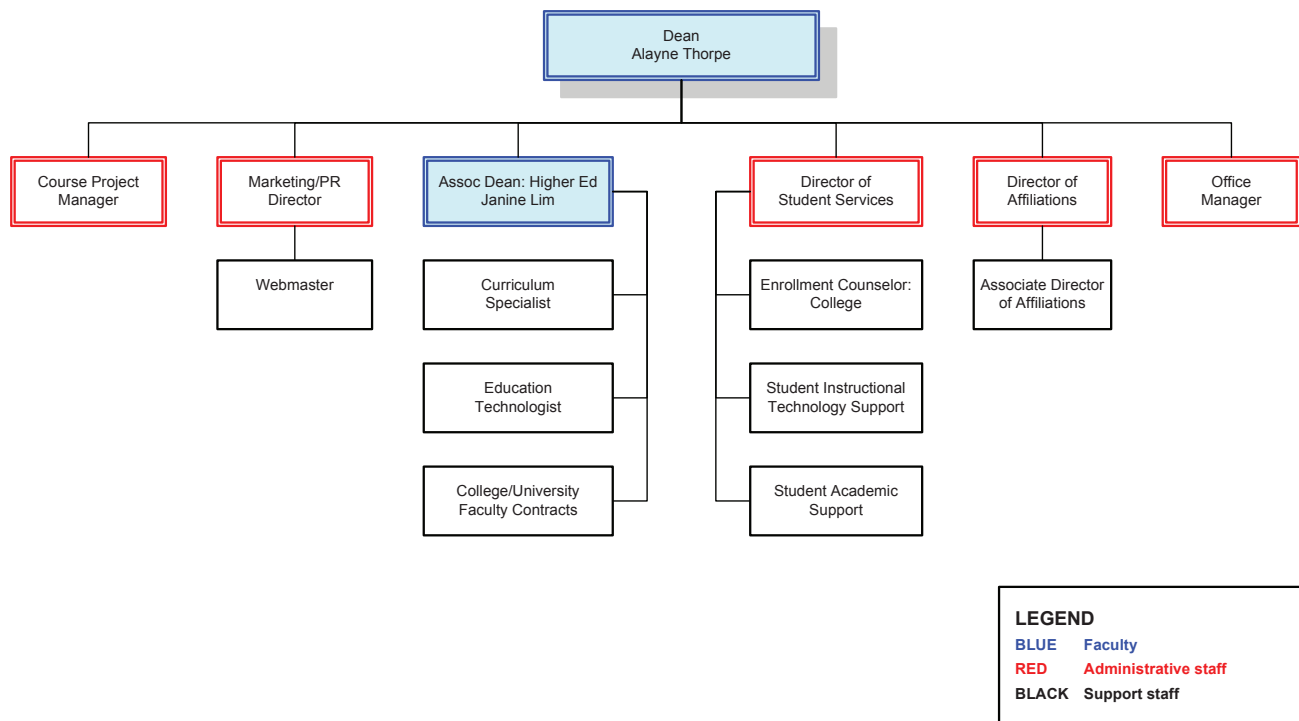 Dean
Alayne Thorpe
Course Project
Manager
Marketing/PR
Director
Assoc Dean: Higher Ed
Janine Lim
Director of
Student Services
Director of
Affiliations
Office
Manager
Webmaster
Curriculum
Specialist
Enrollment Counselor:
College
Associate Director
of Affiliations
Education
Technologist
Student Instructional
Technology Support
College/University
Faculty Contracts
Student Academic
Support
LEGEND
BLUE Faculty
RED Administrative staff
BLACK Support staff